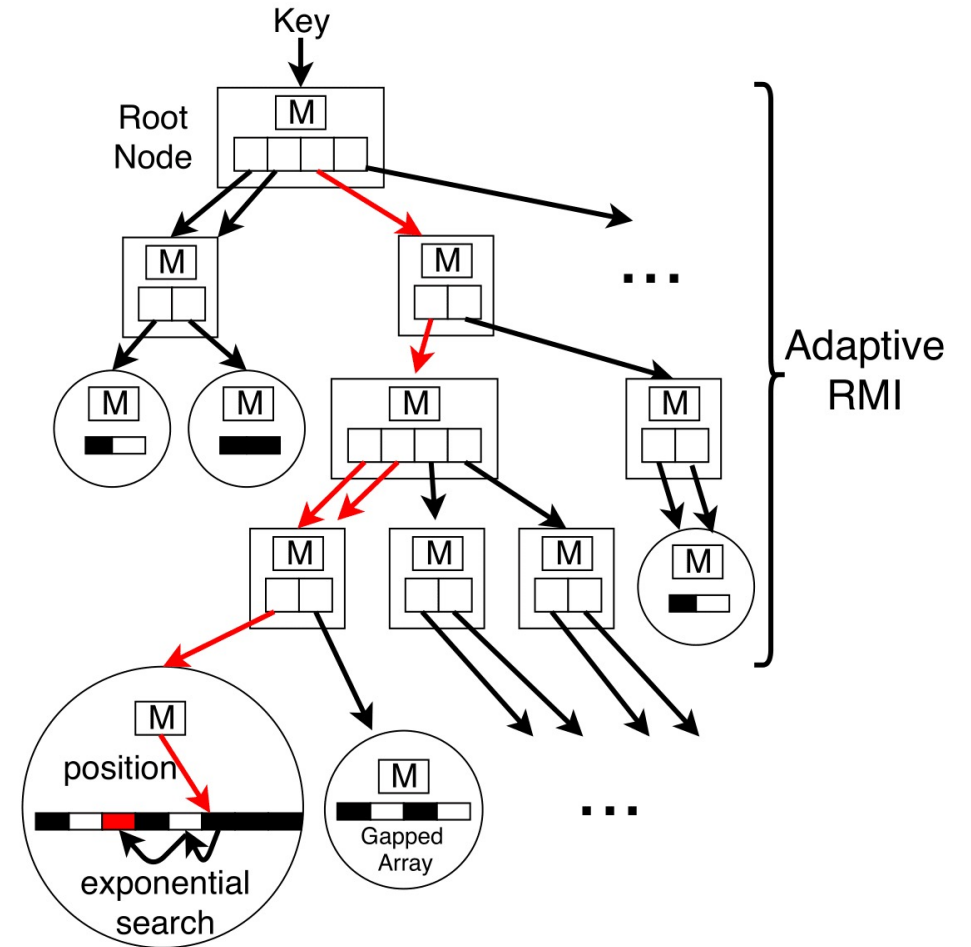 Key
M
Root
Node
M
M
...
Adaptive
RMI
M
M
M
M
M
M
M
M
M
position
M
Gapped
Array
...
exponential
search